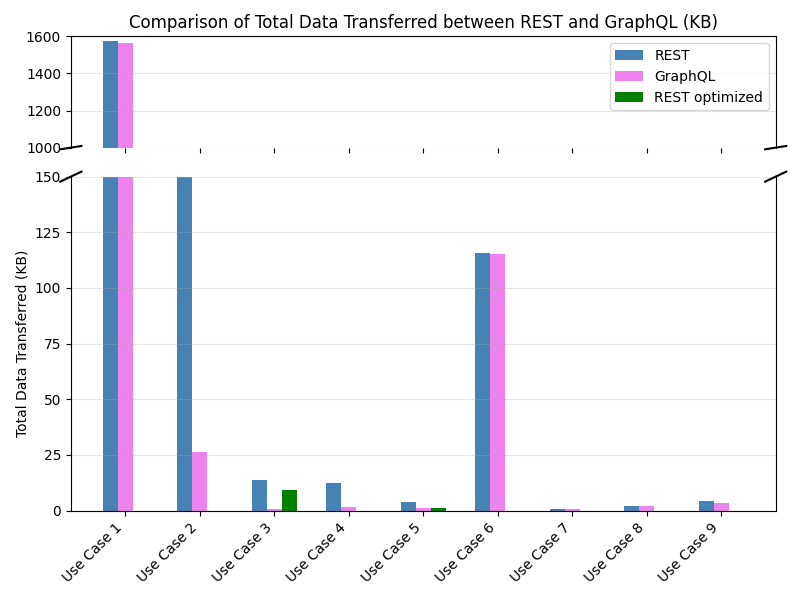 Comparison of Total Data Transferred between REST and GraphQL (KB)
1600
1400
1200
1000
REST
GraphQL
REST optimized
150
125
100
75
50
25
0
Total Data Transferred (KB)
Use Case 1
Use Case 2
Use Case 3
Use Case 4
Use Case 5
Use Case 6
Use Case 7
Use Case 8
Use Case 9